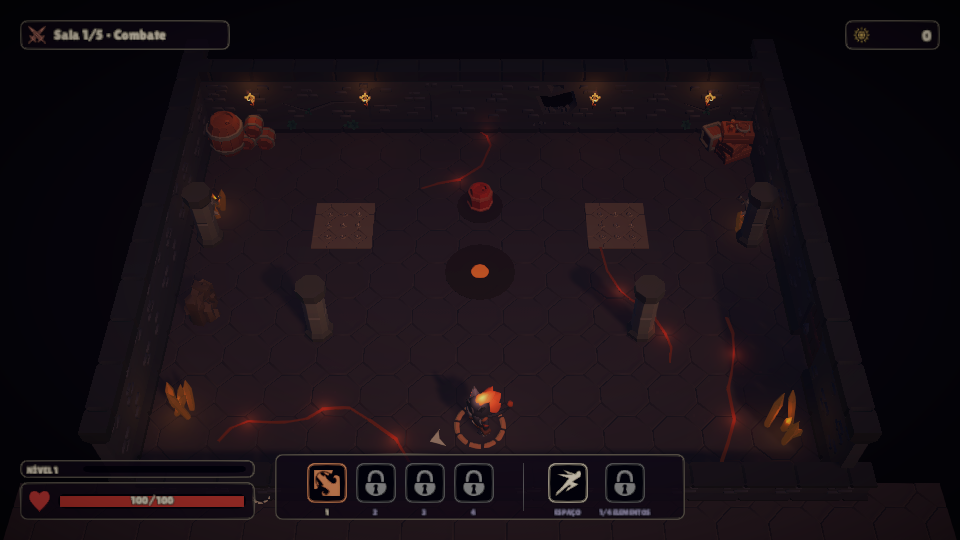 Sala 1/5 - Combate
0
NÍVEL 1
100/100
1
2
3
4
ESPAÇO
1/4 ELEMENTOS